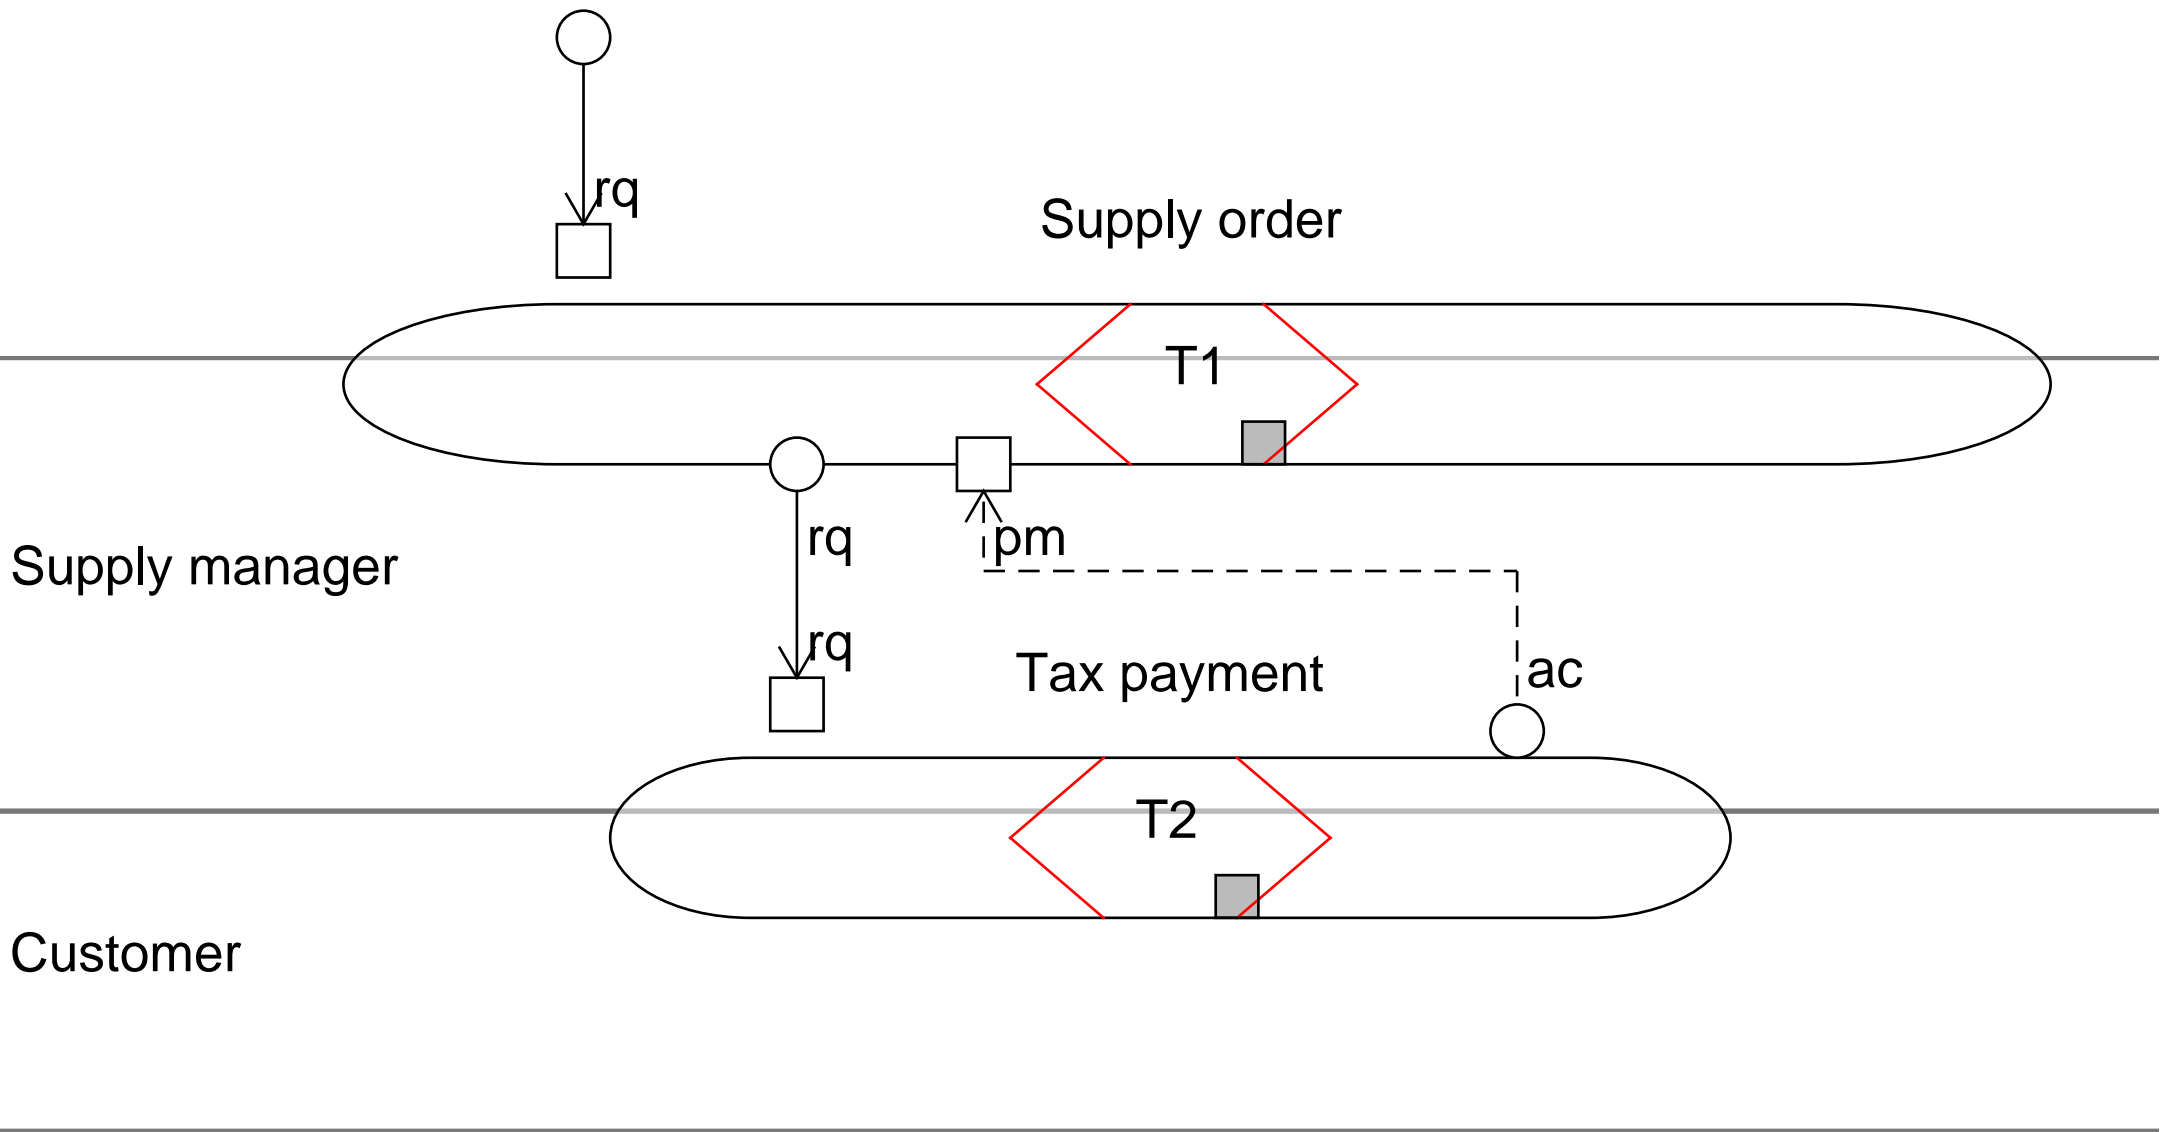 rq
Supply order
T1
rq
pm
Supply manager
rq
Tax payment
ac
T2
Customer